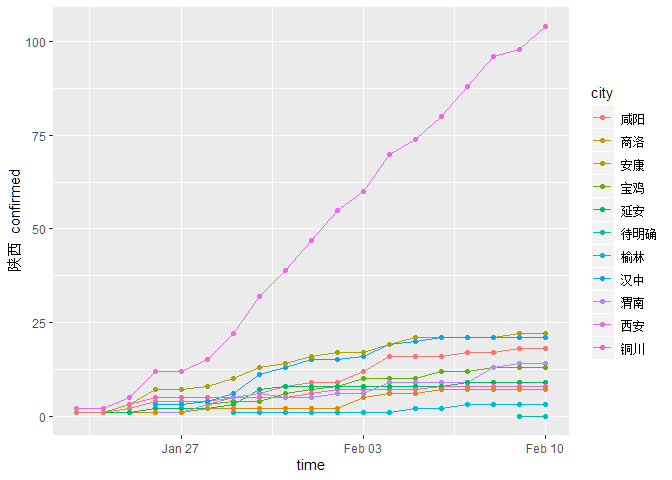 100
75
50
25
0
陕西 confirmed
Jan 27
Feb 03
Feb 10
time
city
咸阳
商洛
安康
宝鸡
延安
待明确
榆林
汉中
渭南
西安
铜川